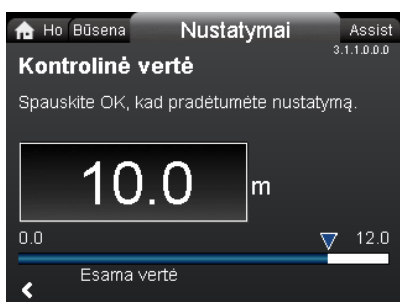 Ho Būsena Nustatymai Assist
3.1.1.0.0.0
Kontrolinė vertė
Spauskite OK, kad pradėtumėte nustatymą.
10.0 m
0.0 12.0
Esama vertė